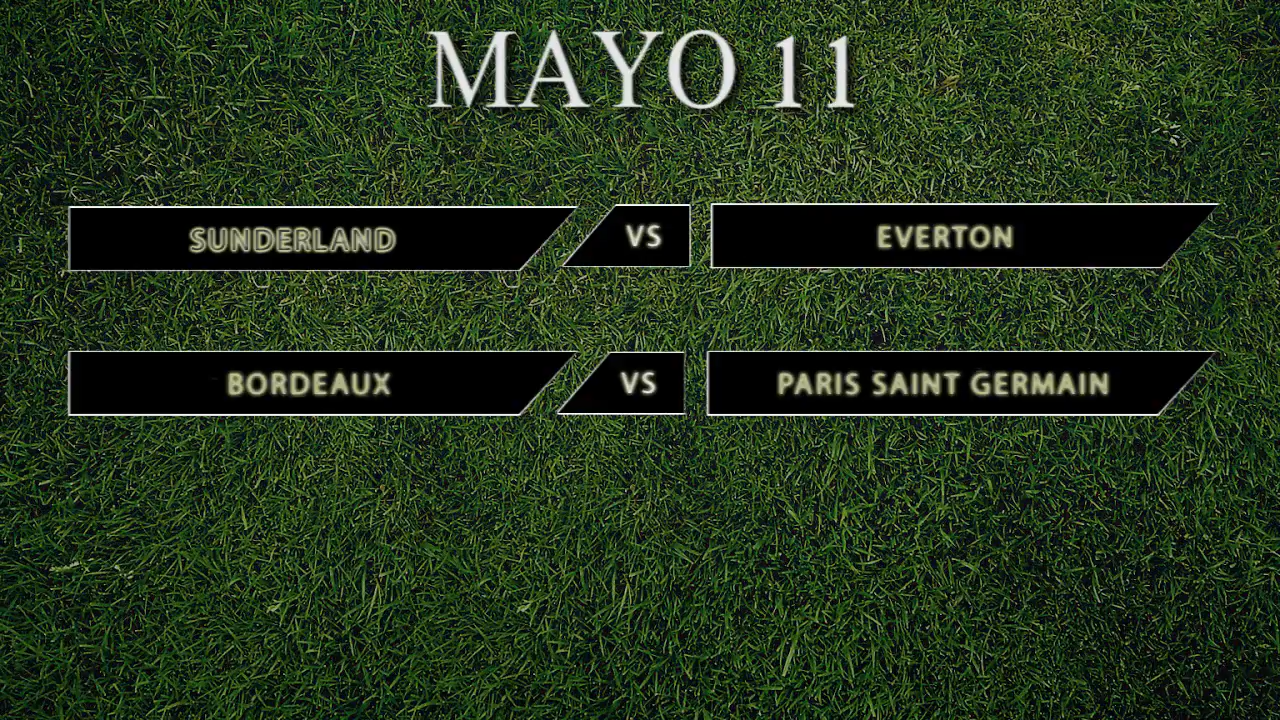 MAYO 11
SUNDERLAND VS EVERTON
BORDEAUX VS PARIS SAINT GERMAIN